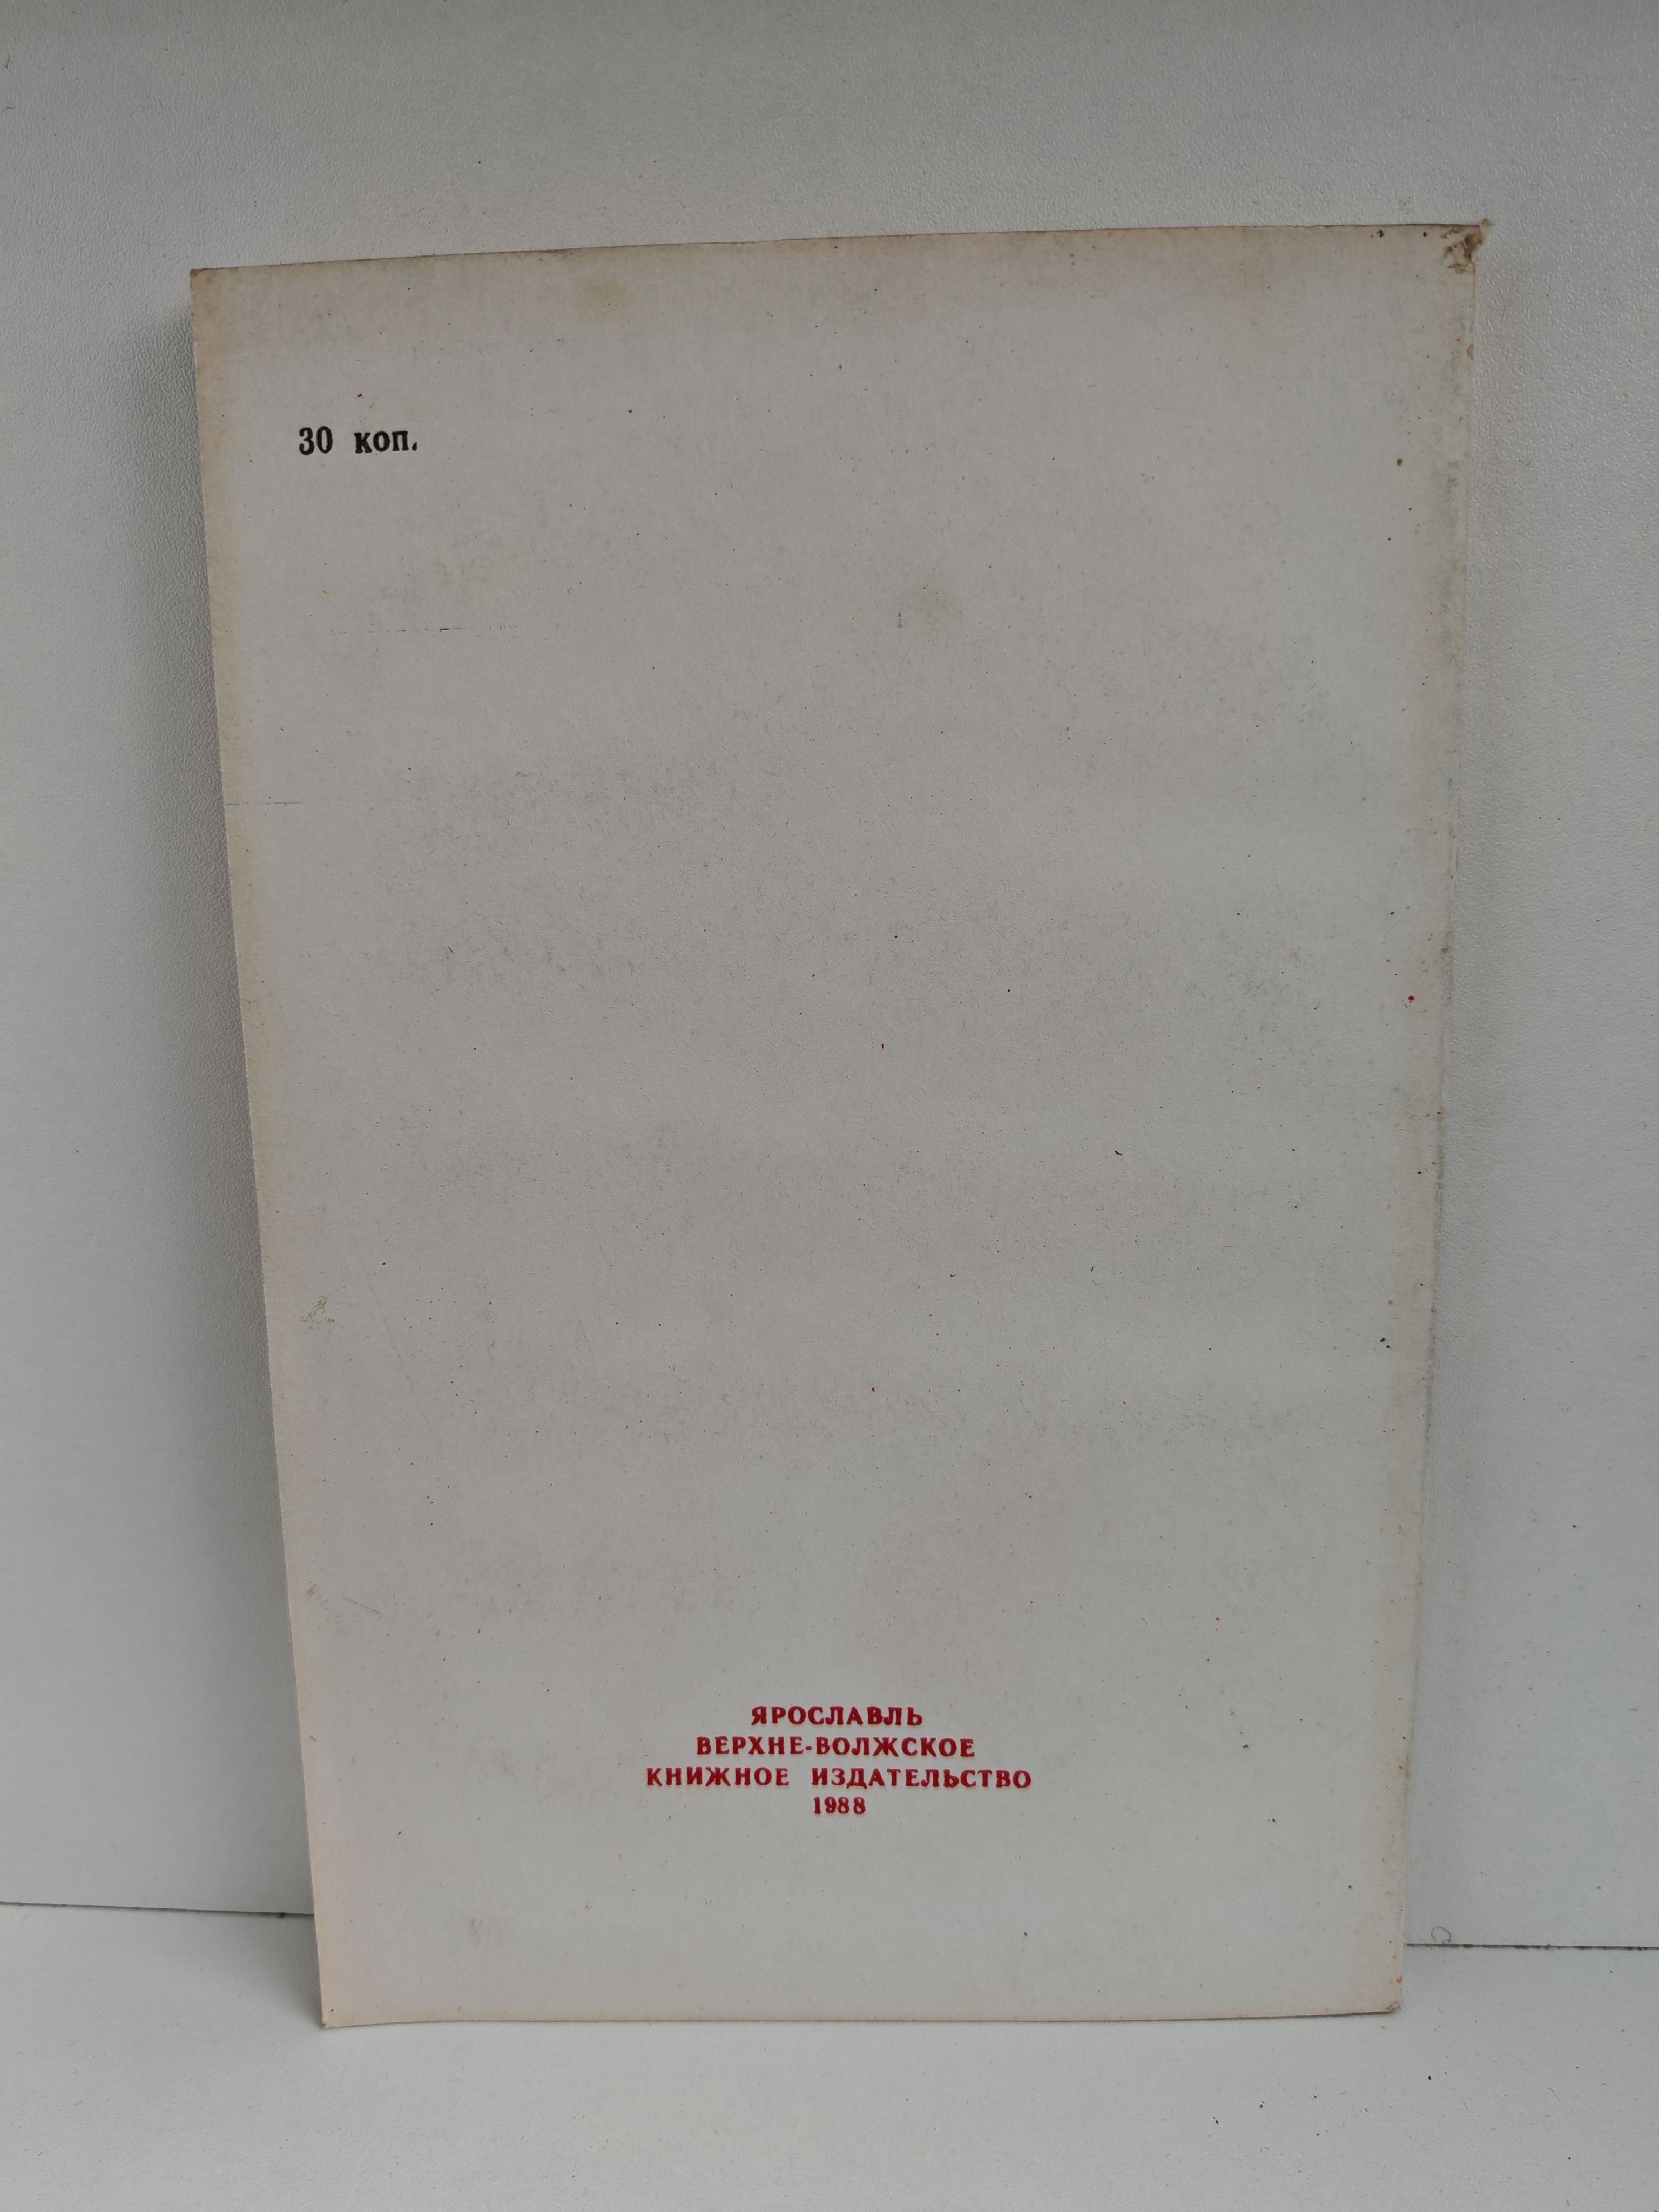 30 коп.
ЯРОСЛАВЛЬ
ВЕРХНЕ-ВОЛЖСКОЕ
КНИЖНОЕ ИЗДАТЕЛЬСТВО
1988